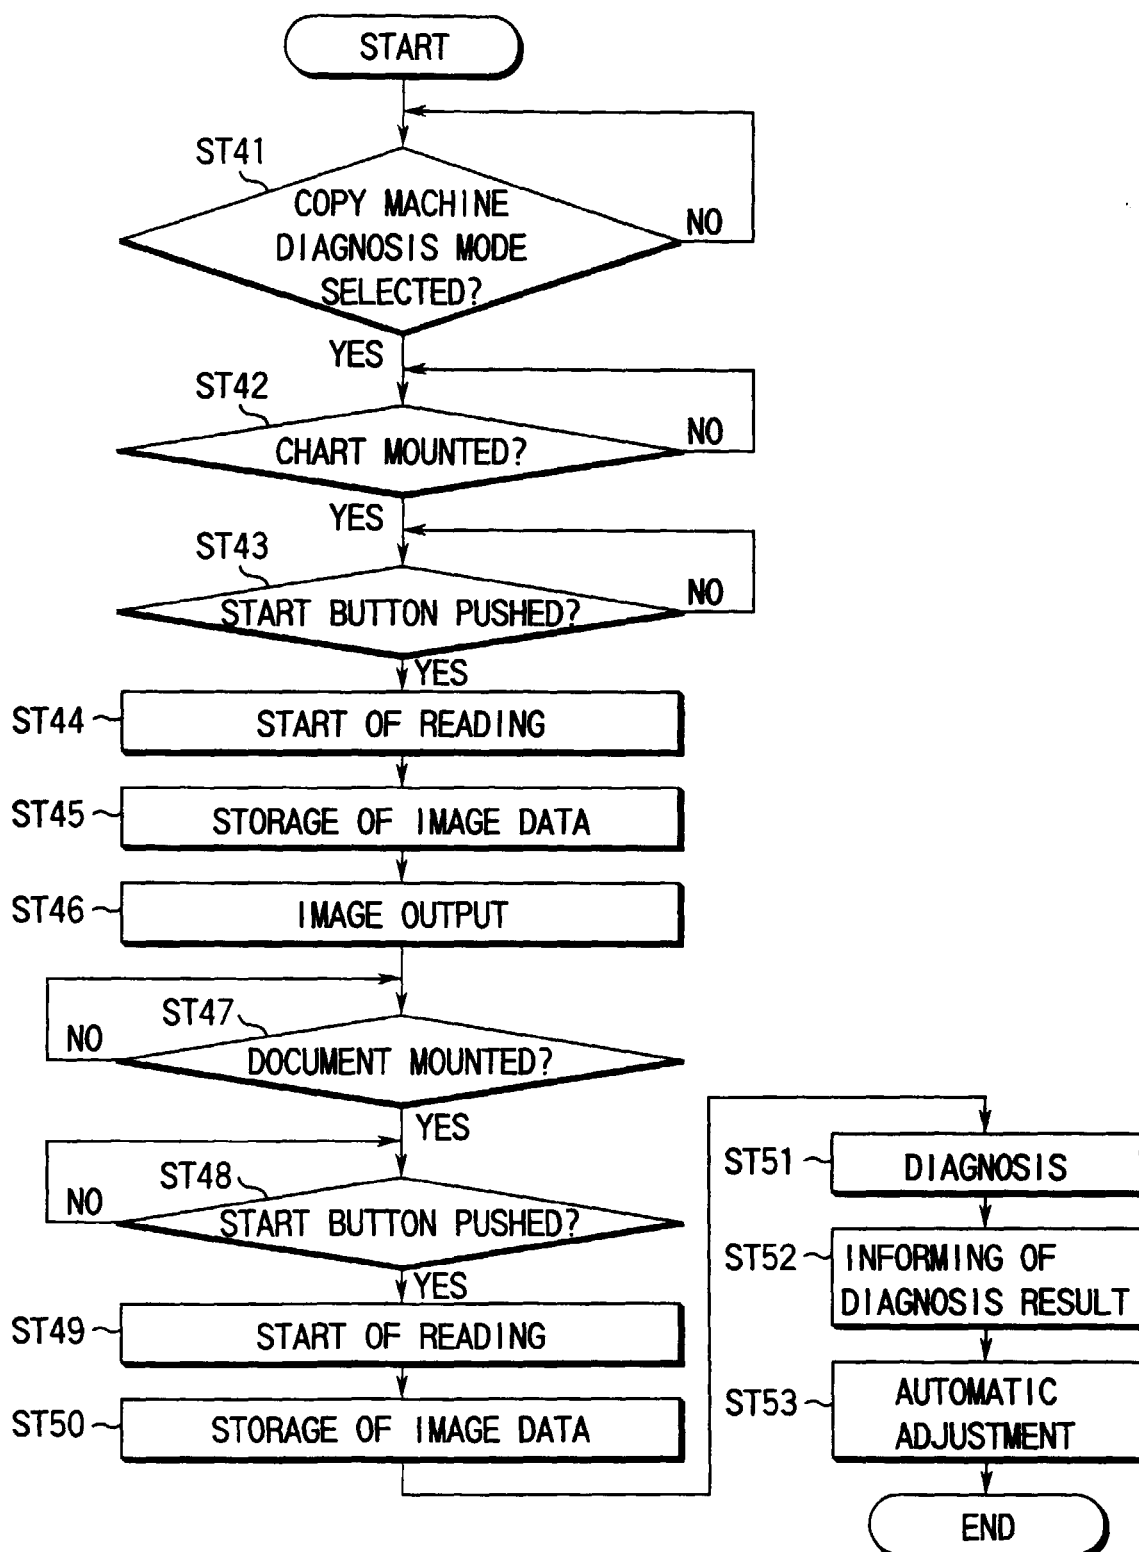 START
ST41
COPY MACHINE
DIAGNOSIS MODE
SELECTED?
NO
YES
ST42
CHART MOUNTED?
NO
YES
ST43
START BUTTON PUSHED?
NO
YES
ST44
START OF READING
ST45
STORAGE OF IMAGE DATA
ST46
IMAGE OUTPUT
ST47
NO
DOCUMENT MOUNTED?
YES
ST48
NO
START BUTTON PUSHED?
YES
ST49
START OF READING
ST50
STORAGE OF IMAGE DATA
ST51
DIAGNOSIS
ST52
INFORMING OF
DIAGNOSIS RESULT
ST53
AUTOMATIC
ADJUSTMENT
END